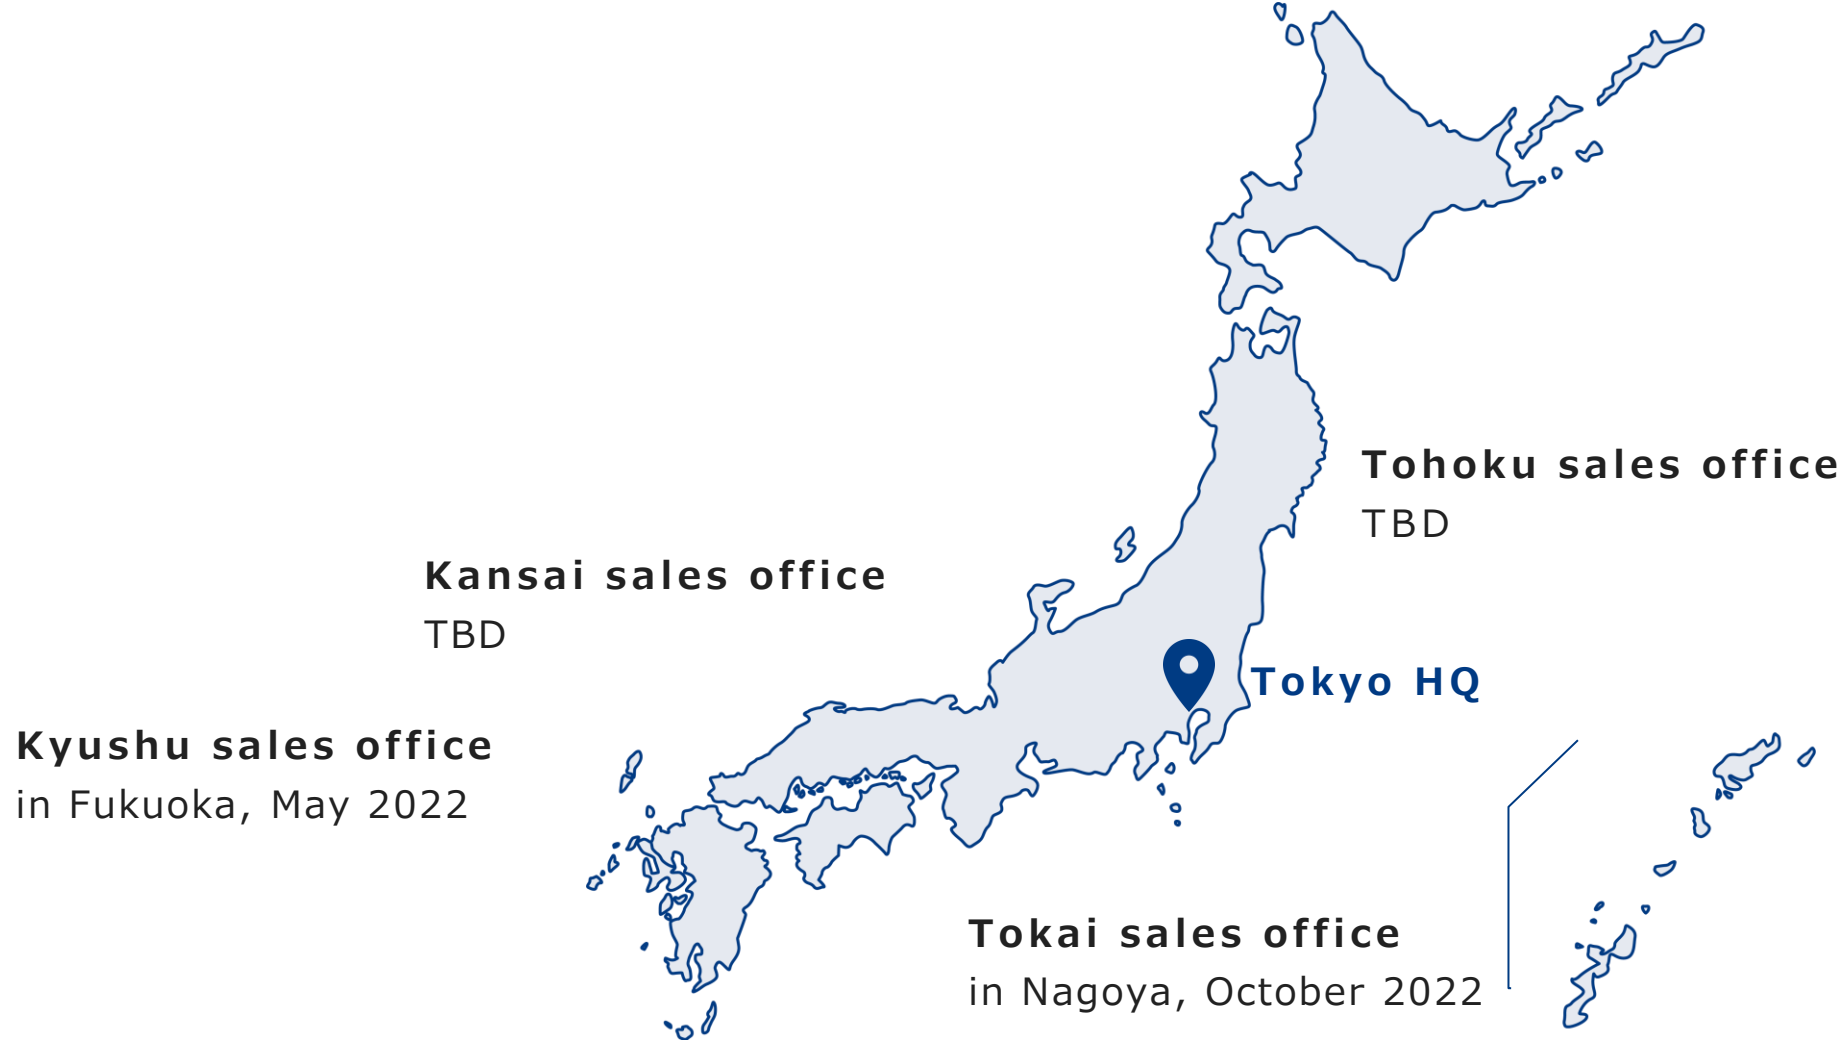 Tohoku sales office
TBD
Kansai sales office
TBD
Tokyo HQ
Kyushu sales office
in Fukuoka, May 2022
Tokai sales office
in Nagoya, October 2022